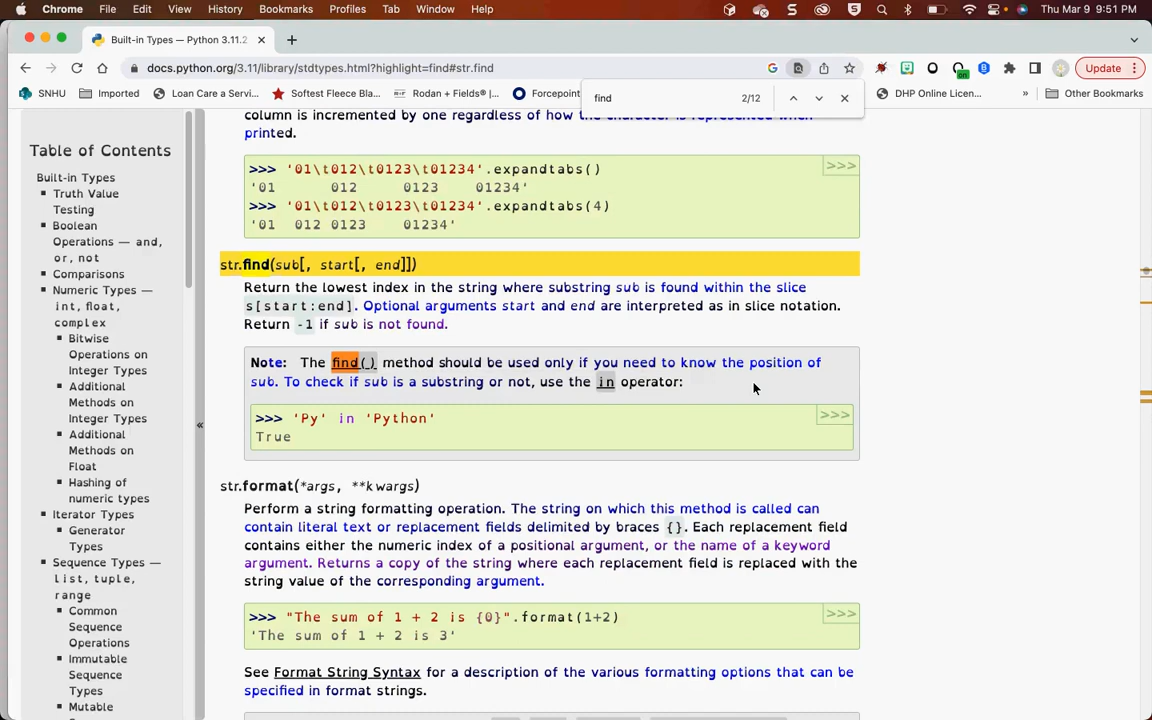 Chrome File Edit View History Bookmarks Profiles Tab Window Help Thu Mar 9 9:51 PM
Built-in Types — Python 3.11.2
docs.python.org/3.11/library/stdtypes.html?highlight=find#str.find Update
SNHU Imported Loan Care a Servi... Softest Fleece Bla... Rodan + Fields®|... Forcepoint DHP Online Licen... » Other Bookmarks
find 2/12
Table of Contents
Built-in Types
Truth Value
Testing
Boolean
Operations — and,
or, not
Comparisons
Numeric Types —
int, float,
complex
Bitwise
Operations on
Integer Types
Additional
Methods on
Integer Types
Additional
Methods on
Float
Hashing of
numeric types
Iterator Types
Generator
Types
Sequence Types —
list, tuple,
range
Common
Sequence
Operations
Immutable
Sequence
Types
Mutable
«
column is incremented by one regardless of how the character is represented when
printed.
>>> '01\t012\t0123\t01234'.expandtabs() >>>
'01 012 0123 01234'
>>> '01\t012\t0123\t01234'.expandtabs(4)
'01 012 0123 01234'
str.find(sub[, start[, end]])
Return the lowest index in the string where substring sub is found within the slice
s[start:end]. Optional arguments start and end are interpreted as in slice notation.
Return -1 if sub is not found.
Note: The find() method should be used only if you need to know the position of
sub. To check if sub is a substring or not, use the in operator:
>>> 'Py' in 'Python' >>>
True
str.format(*args, **kwargs)
Perform a string formatting operation. The string on which this method is called can
contain literal text or replacement fields delimited by braces {}. Each replacement field
contains either the numeric index of a positional argument, or the name of a keyword
argument. Returns a copy of the string where each replacement field is replaced with the
string value of the corresponding argument.
>>> "The sum of 1 + 2 is {0}".format(1+2) >>>
'The sum of 1 + 2 is 3'
See Format String Syntax for a description of the various formatting options that can be
specified in format strings.